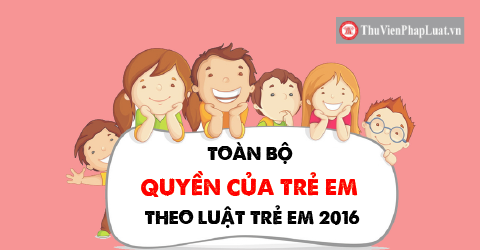 ThuVienPhapLuat.vn
TOÀN BỘ
QUYỀN CỦA TRẺ EM
THEO LUẬT TRẺ EM 2016